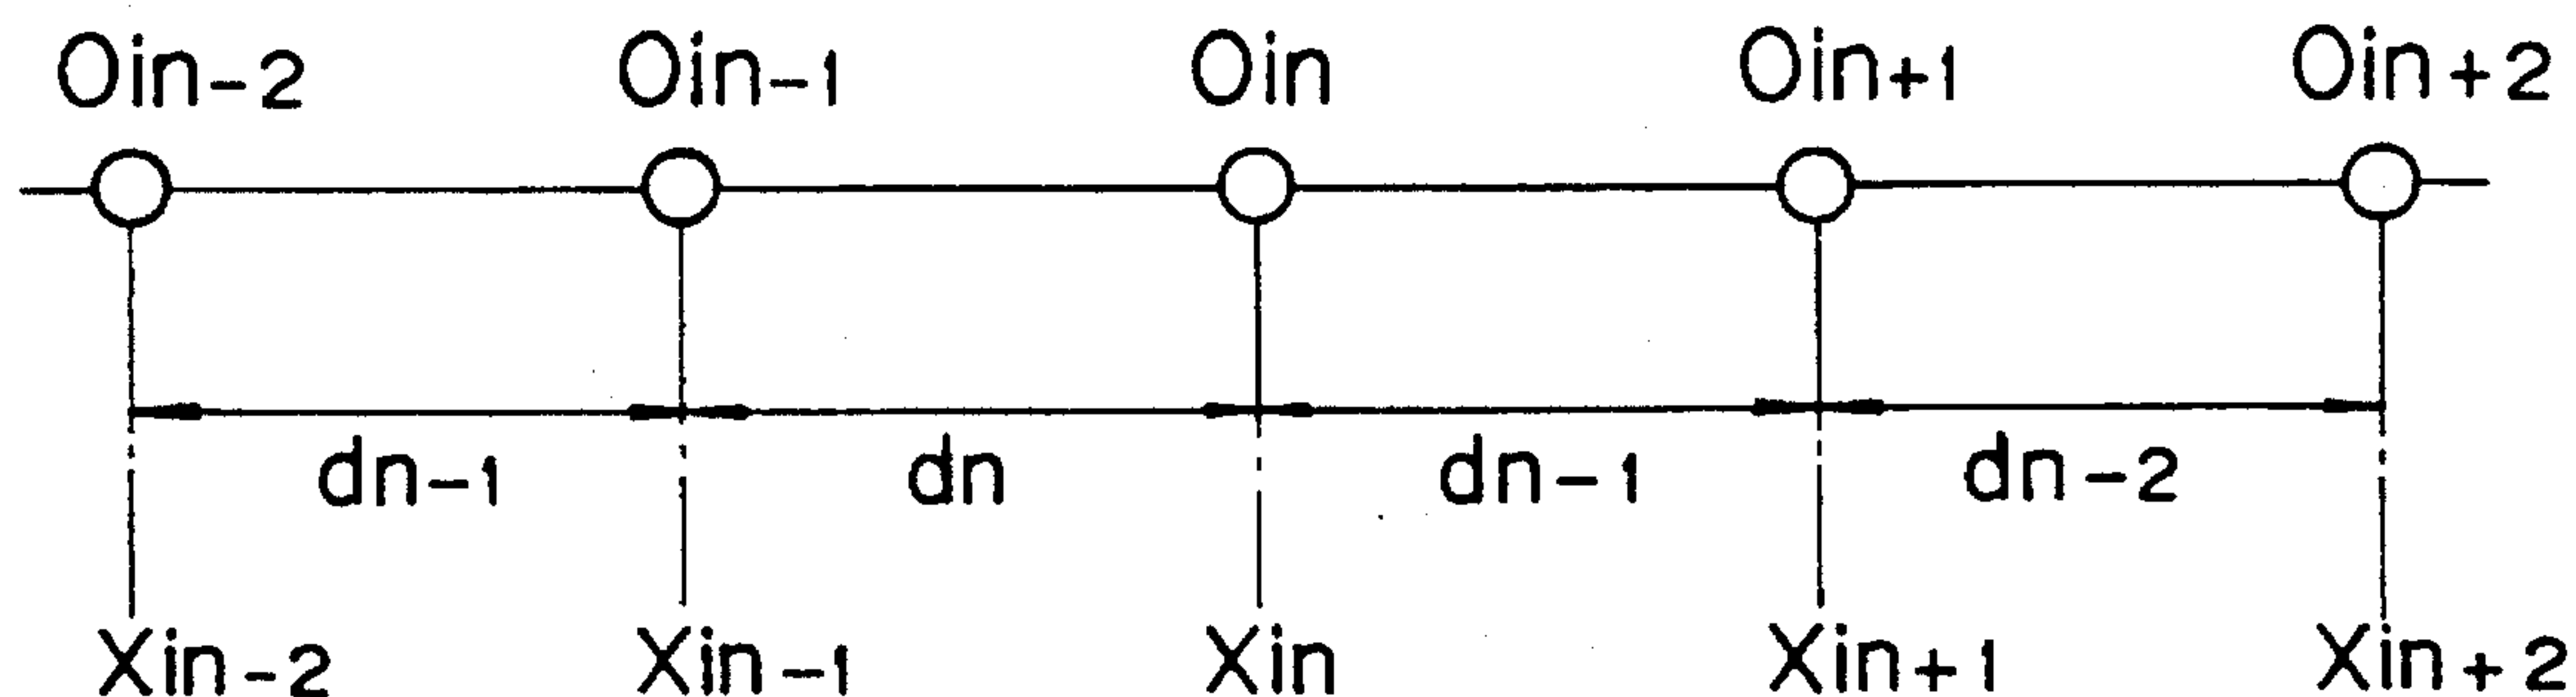 Oin-2 Oin-1 Oin Oin+1 Oin+2
dn-1 dn dn-1 dn-2
Xin-2 Xin-1 Xin Xin+1 Xin+2